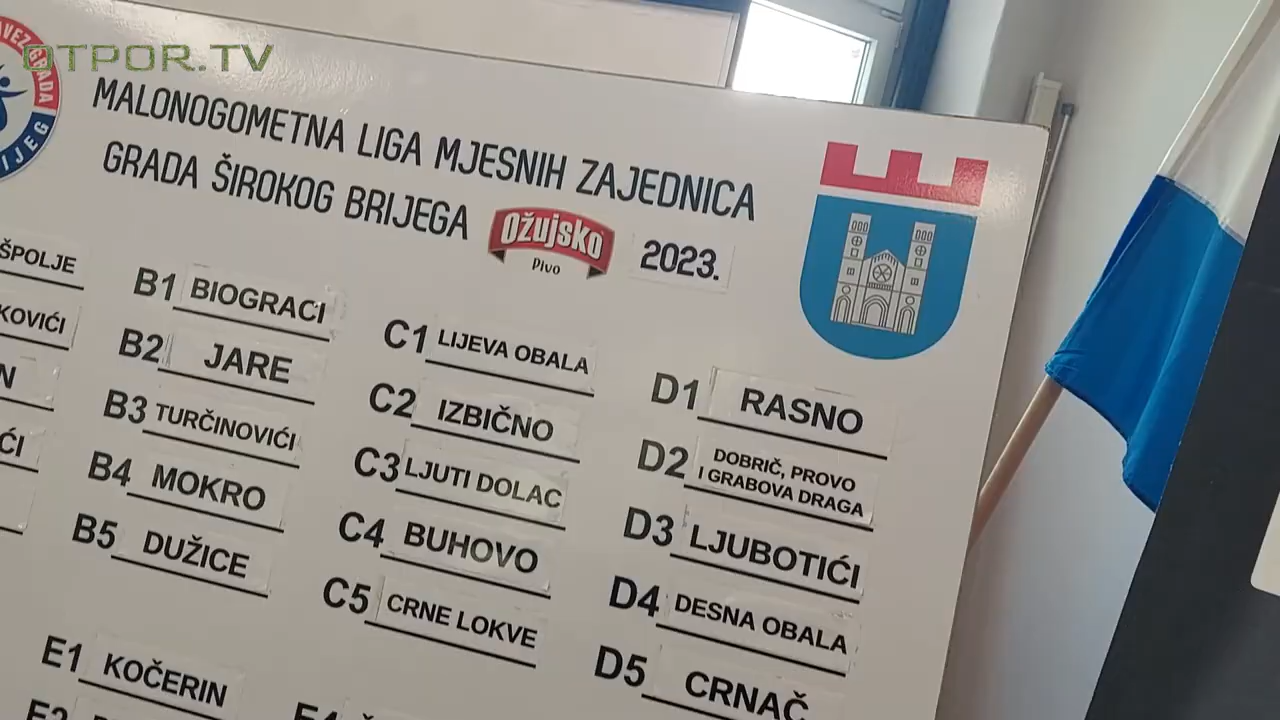 OTPOR.TV
MALONOGOMETNA LIGA MJESNIH ZAJEDNICA
GRADA ŠIROKOG BRIJEGA
Ožujsko
Pivo
2023.
B1 BIOGRACI
B2 JARE
B3 TURČINOVIĆI
B4 MOKRO
B5 DUŽICE
C1 LIJEVA OBALA
C2 IZBIČNO
C3 LJUTI DOLAC
C4 BUHOVO
C5 CRNE LOKVE
D1 RASNO
D2 DOBRIČ, PROVO
I GRABOVA DRAGA
D3 LJUBOTIĆI
D4 DESNA OBALA
D5 CRNAČ
E1 KOČERIN